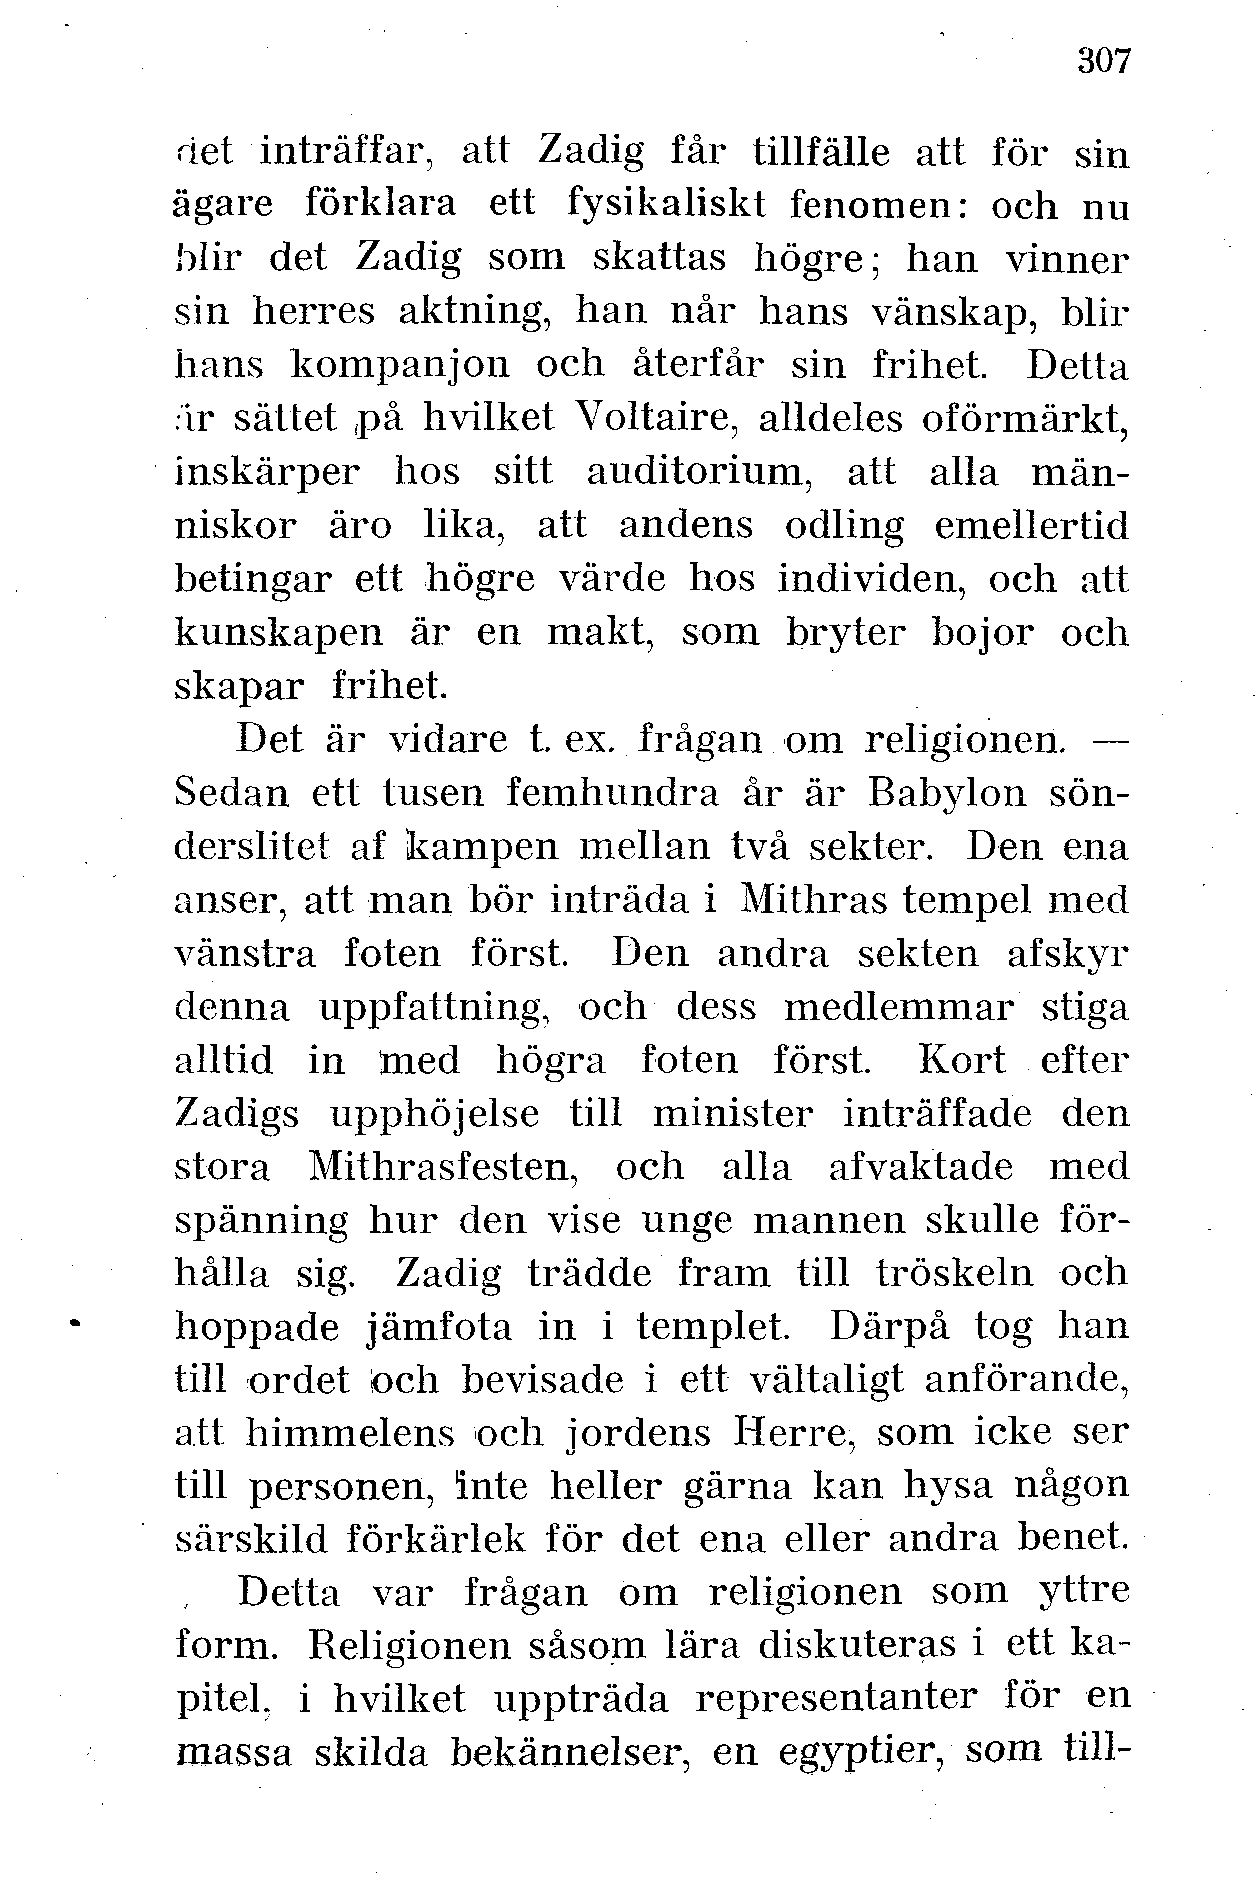 307
det inträffar, att Zadig får tillfälle att för sin
ägare förklara ett fysikaliskt fenomen: och nu
blir det Zadig som skattas högre; han vinner
sin herres aktning, han når hans vänskap, blir
hans kompanjon och återfår sin frihet. Detta
är sättet på hvilket Voltaire, alldeles oförmärkt,
inskärper hos sitt auditorium, att alla män-
niskor äro lika, att andens odling emellertid
betingar ett högre värde hos individen, och att
kunskapen är en makt, som bryter bojor och
skapar frihet.
Det är vidare t. ex. frågan om religionen. —
Sedan ett tusen femhundra år är Babylon sön-
derslitet af kampen mellan två sekter. Den ena
anser, att man bör inträda i Mithras tempel med
vänstra foten först. Den andra sekten afskyr
denna uppfattning, och dess medlemmar stiga
alltid in med högra foten först. Kort efter
Zadigs upphöjelse till minister inträffade den
stora Mithrasfesten, och alla afvaktade med
spänning hur den vise unge mannen skulle för-
hålla sig. Zadig trädde fram till tröskeln och
hoppade jämfota in i templet. Därpå tog han
till ordet och bevisade i ett vältaligt anförande,
att himmelens och jordens Herre, som icke ser
till personen, inte heller gärna kan hysa någon
särskild förkärlek för det ena eller andra benet.
Detta var frågan om religionen som yttre
form. Religionen såsom lära diskuteras i ett ka-
pitel, i hvilket uppträda representanter för en
massa skilda bekännelser, en egyptier, som till-